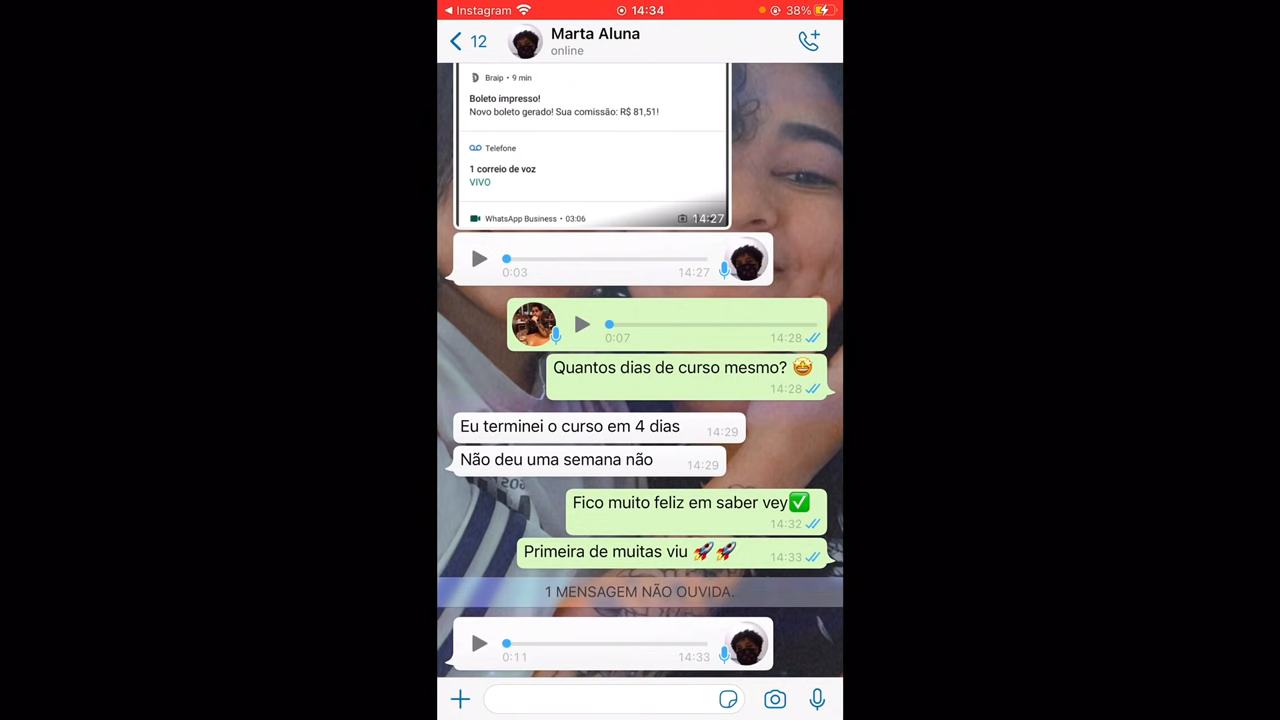 Instagram 14:34 38%
12 Marta Aluna
online
Braip • 9 min
Boleto impresso!
Novo boleto gerado! Sua comissão: R$ 81,51!
Telefone
1 correio de voz
VIVO
WhatsApp Business • 03:06 14:27
0:03 14:27
0:07 14:28
Quantos dias de curso mesmo? 🤩
14:28
Eu terminei o curso em 4 dias 14:29
Não deu uma semana não 14:29
Fico muito feliz em saber vey✅
14:32
Primeira de muitas viu 🚀🚀 14:33
1 MENSAGEM NÃO OUVIDA.
0:11 14:33